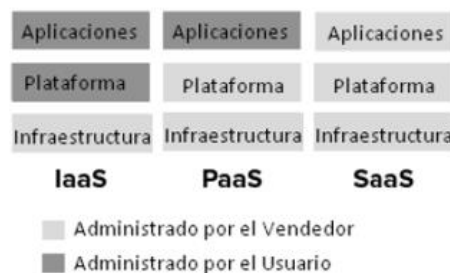 Aplicaciones Aplicaciones Aplicaciones
Plataforma Plataforma Plataforma
Infraestructura Infraestructura Infraestructura
IaaS PaaS SaaS
Administrado por el Vendedor
Administrado por el Usuario